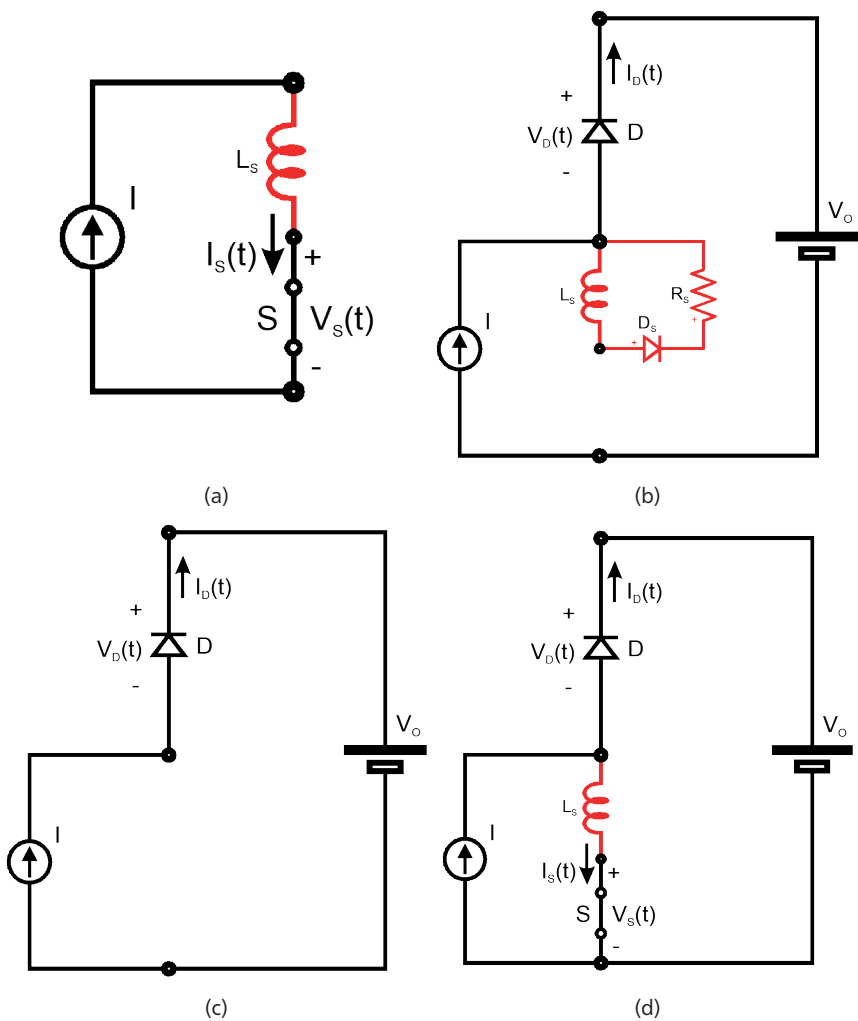 I
L_S
I_S(t)
+
S
V_S(t)
-
(a)
I_D(t)
+
V_D(t)
D
-
V_O
I
L_S
R_S
+
D_S
+
(b)
I_D(t)
+
V_D(t)
D
-
V_O
I
(c)
I_D(t)
+
V_D(t)
D
-
V_O
I
L_S
I_S(t)
+
S
V_S(t)
-
(d)